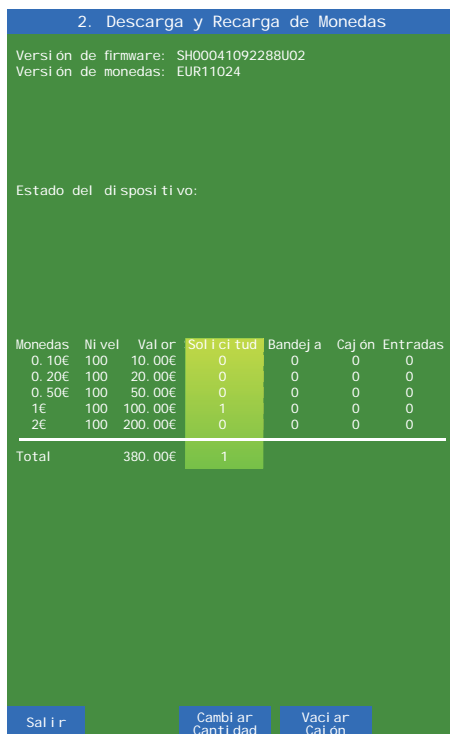 2. Descarga y Recarga de Monedas
Versión de firmware: SH00041092288U02
Versión de monedas: EUR11024
Estado del dispositivo:
Monedas Nivel Valor Solicitud Bandeja Cajón Entradas
0.10€ 100 10.00€ 0 0 0 0
0.20€ 100 20.00€ 0 0 0 0
0.50€ 100 50.00€ 0 0 0 0
1€ 100 100.00€ 1 0 0 0
2€ 100 200.00€ 0 0 0 0
Total 380.00€ 1
Salir
Cambiar
Cantidad
Vaciar
Cajón